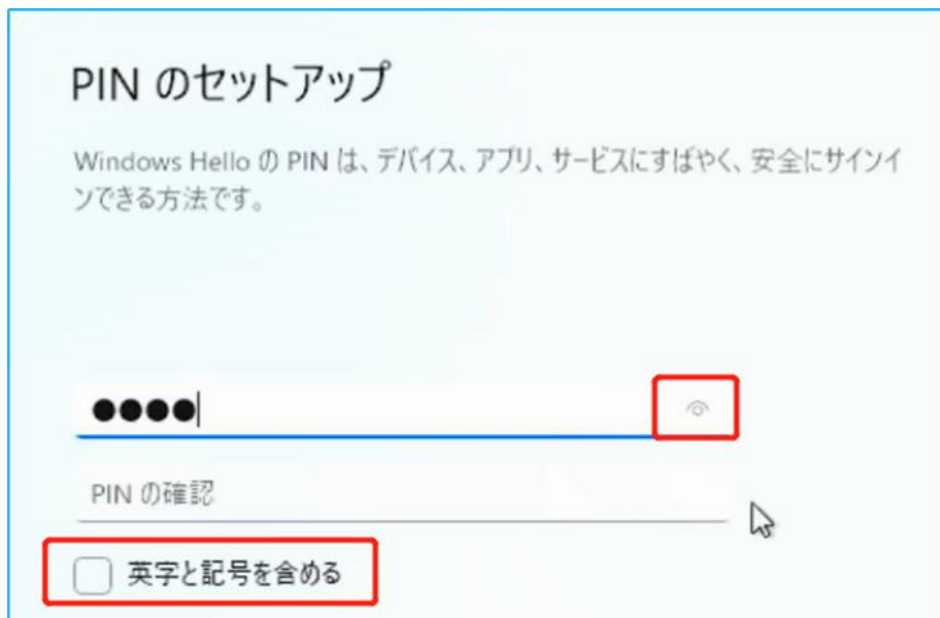 PIN のセットアップ
Windows Hello の PIN は、デバイス、アプリ、サービスにすばやく、安全にサインイ
ンできる方法です。
●●●●
PIN の確認
英字と記号を含める